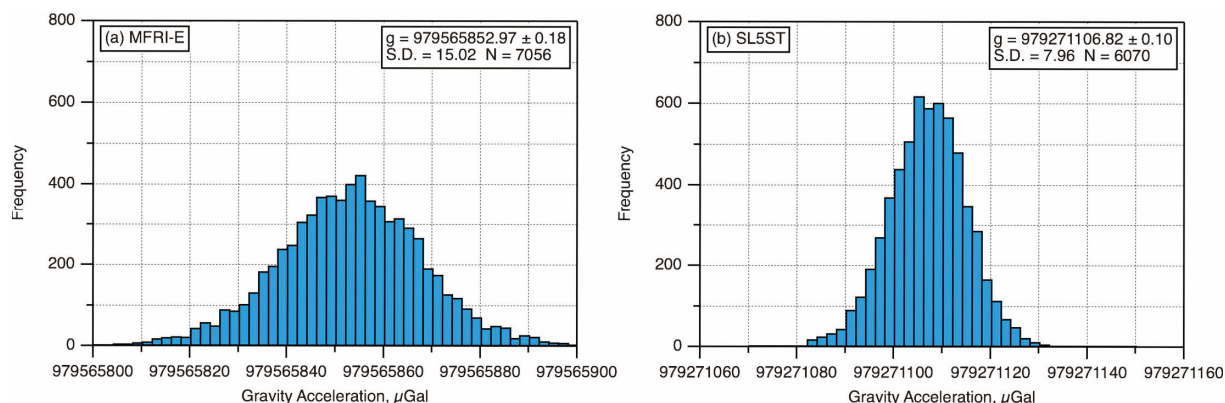 (a) MFRI-E
g = 979565852.97 ± 0.18
S.D. = 15.02 N = 7056
800
600
400
200
0
Frequency
979565800 979565820 979565840 979565860 979565880 979565900
Gravity Acceleration, µGal
(b) SL5ST
g = 979271106.82 ± 0.10
S.D. = 7.96 N = 6070
800
600
400
200
0
Frequency
979271060 979271080 979271100 979271120 979271140 979271160
Gravity Acceleration, µGal